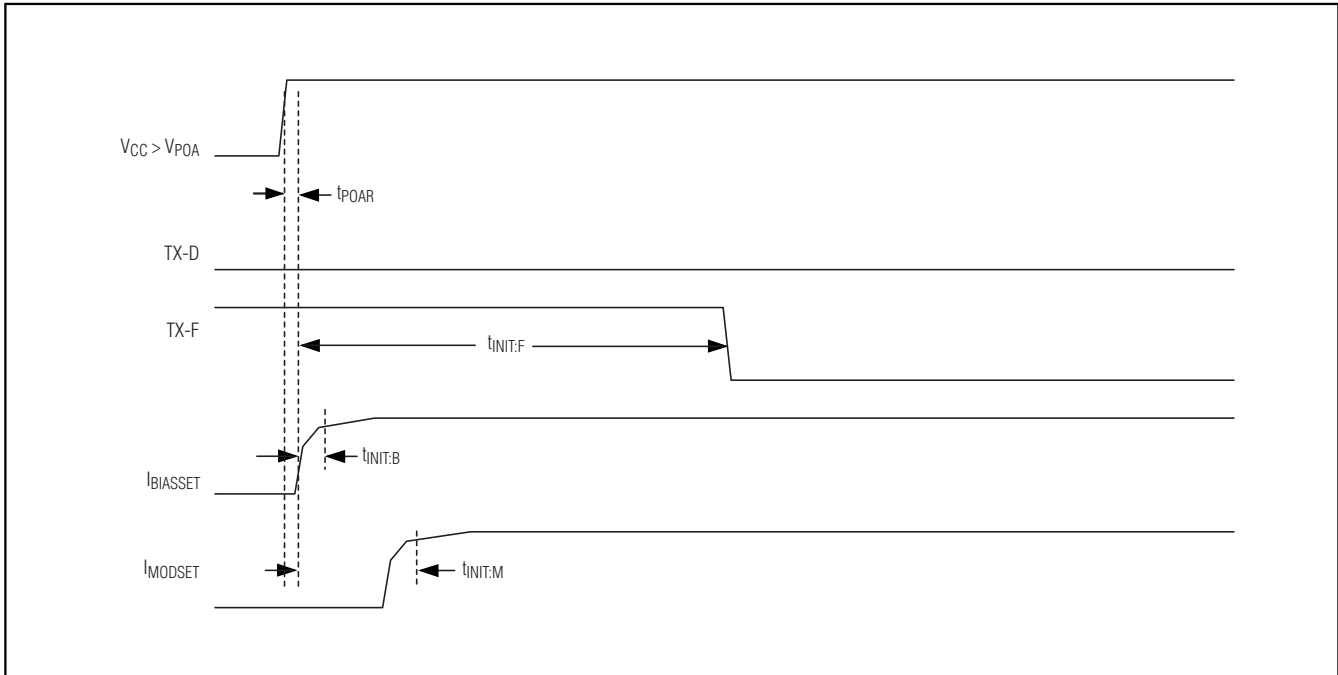 VCC > VPOA
tPOAR
TX-D
TX-F
tINIT:F
tINIT:B
IBIASSET
IMODSET
tINIT:M